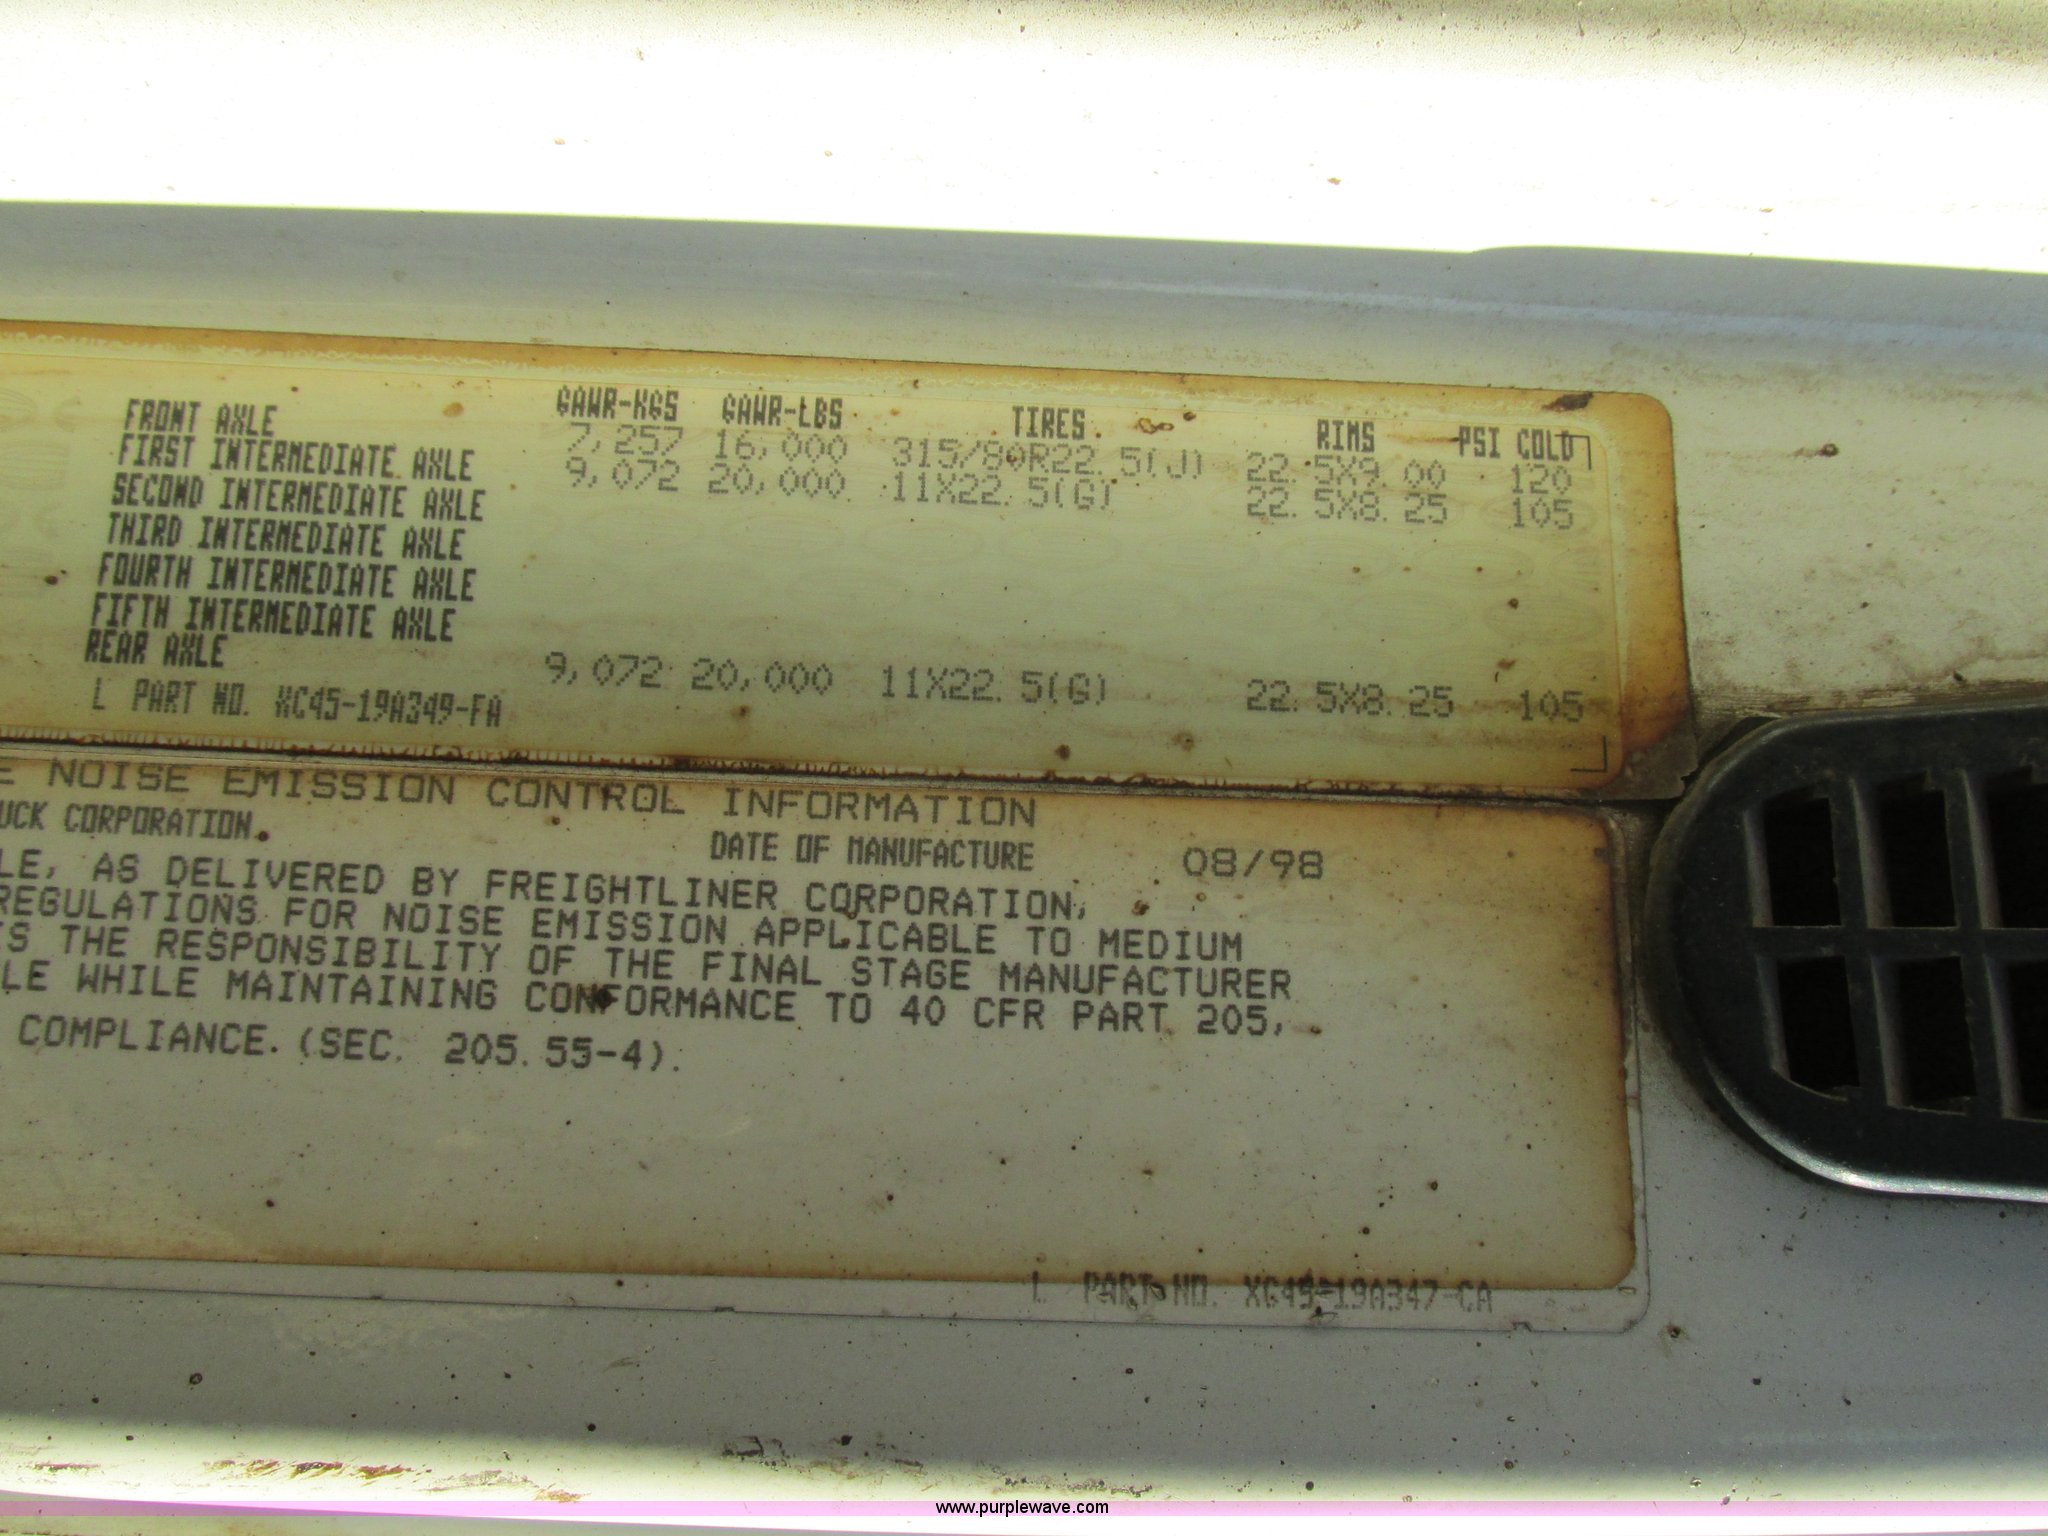 GAWR-KGS GAWR-LBS TIRES RIMS PSI COLD
FRONT AXLE 7,257 16,000 315/80R22.5(J) 22.5X9.00 120
FIRST INTERMEDIATE AXLE 9,072 20,000 11X22.5(G) 22.5X8.25 105
SECOND INTERMEDIATE AXLE
THIRD INTERMEDIATE AXLE
FOURTH INTERMEDIATE AXLE
FIFTH INTERMEDIATE AXLE
REAR AXLE 9,072 20,000 11X22.5(G) 22.5X8.25 105
L PART NO. XC45-19A349-FA
E NOISE EMISSION CONTROL INFORMATION
UCK CORPORATION. DATE OF MANUFACTURE 08/98
LE, AS DELIVERED BY FREIGHTLINER CORPORATION,
REGULATIONS FOR NOISE EMISSION APPLICABLE TO MEDIUM
S THE RESPONSIBILITY OF THE FINAL STAGE MANUFACTURER
LE WHILE MAINTAINING CONFORMANCE TO 40 CFR PART 205,
COMPLIANCE. (SEC. 205.55-4).
L PART NO. XC45-19A347-CA
www.purplewave.com